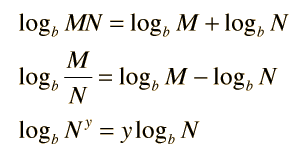 log_b MN = log_b M + log_b N
log_b M/N = log_b M − log_b N
log_b N^y = y log_b N